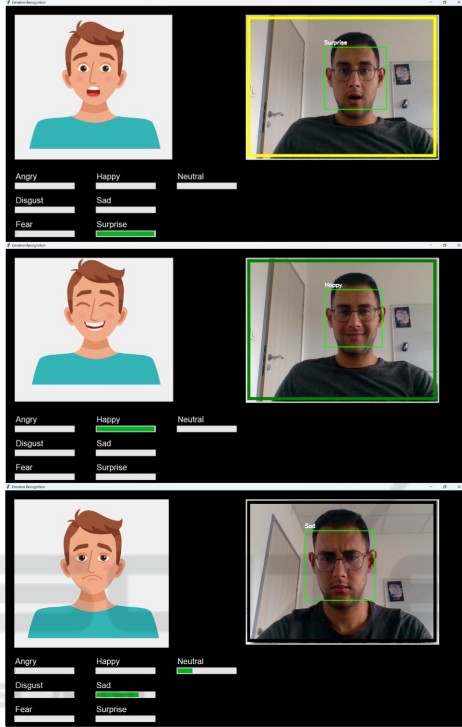 Emotion Recognition
Surprise
Angry Happy Neutral
Disgust Sad
Fear Surprise
Emotion Recognition
Happy
Angry Happy Neutral
Disgust Sad
Fear Surprise
Emotion Recognition
Sad
Angry Happy Neutral
Disgust Sad
Fear Surprise